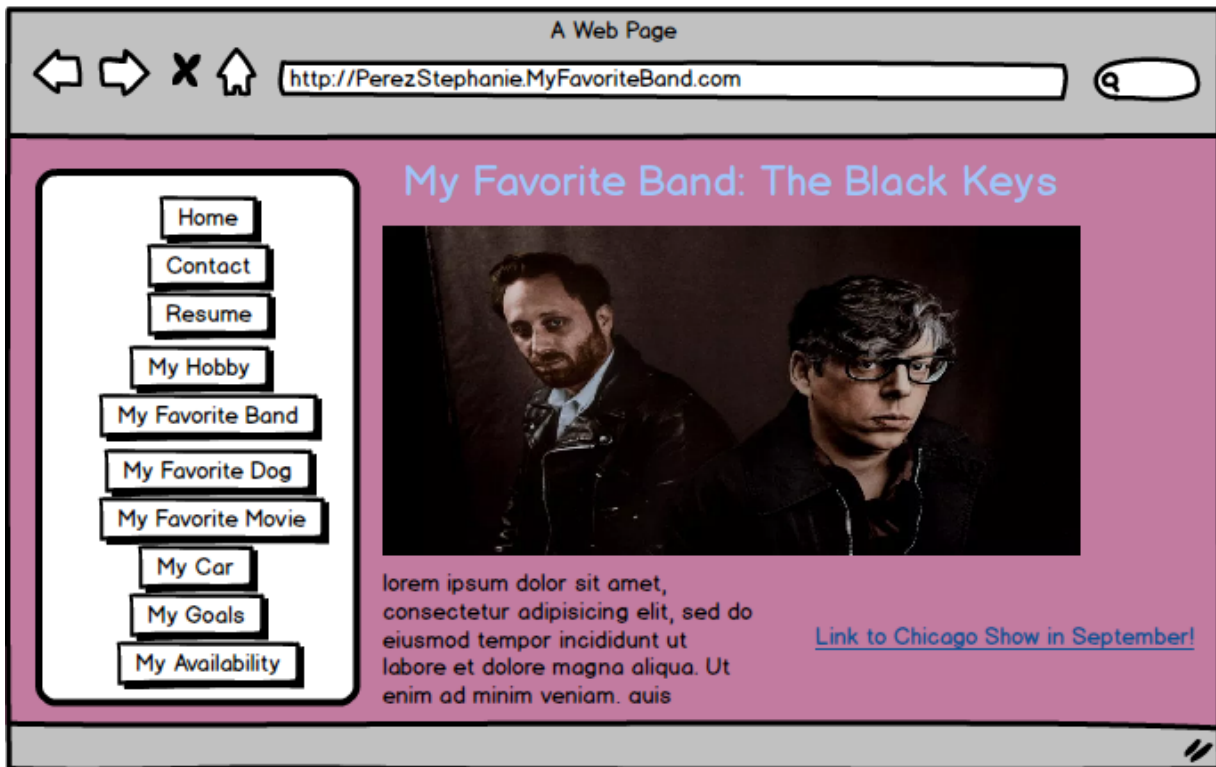 A Web Page
http://PerezStephanie.MyFavoriteBand.com
My Favorite Band: The Black Keys
Home
Contact
Resume
My Hobby
My Favorite Band
My Favorite Dog
My Favorite Movie
My Car
My Goals
My Availability
lorem ipsum dolor sit amet,
consectetur adipisicing elit, sed do
eiusmod tempor incididunt ut
labore et dolore magna aliqua. Ut
enim ad minim veniam. quis
Link to Chicago Show in September!